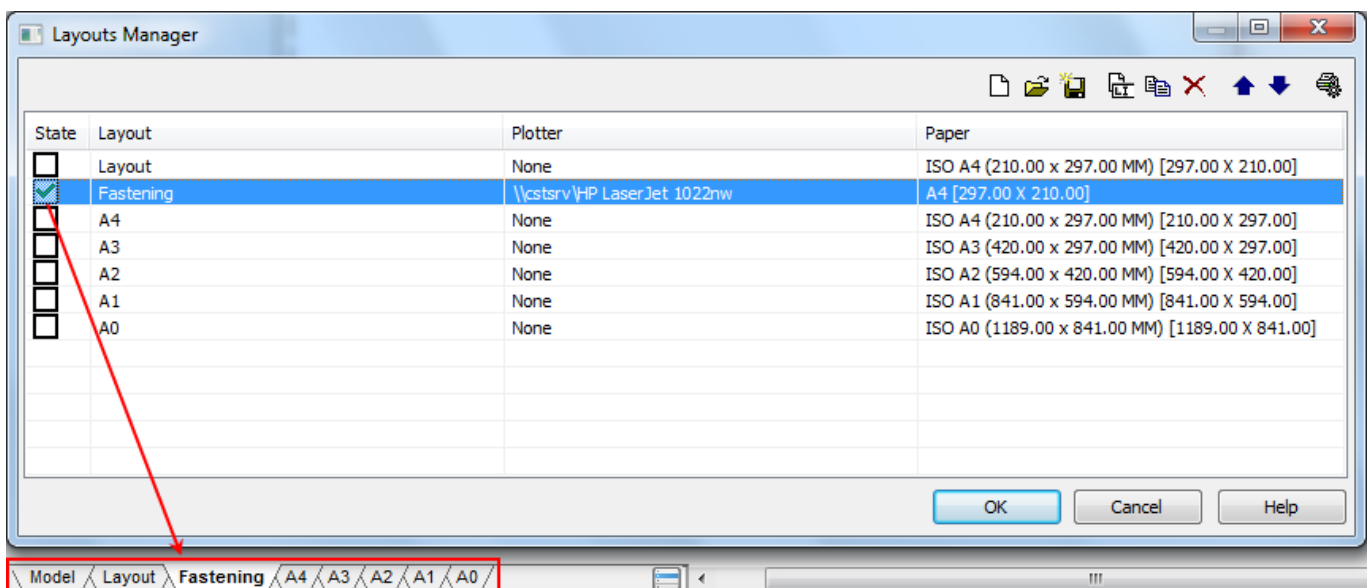 Layouts Manager
State Layout Plotter Paper
Layout None ISO A4 (210.00 x 297.00 MM) [297.00 X 210.00]
Fastening \\cstsrv\HP LaserJet 1022nw A4 [297.00 X 210.00]
A4 None ISO A4 (210.00 x 297.00 MM) [210.00 X 297.00]
A3 None ISO A3 (420.00 x 297.00 MM) [420.00 X 297.00]
A2 None ISO A2 (594.00 x 420.00 MM) [594.00 X 420.00]
A1 None ISO A1 (841.00 x 594.00 MM) [841.00 X 594.00]
A0 None ISO A0 (1189.00 x 841.00 MM) [1189.00 X 841.00]
OK Cancel Help
Model Layout Fastening A4 A3 A2 A1 A0